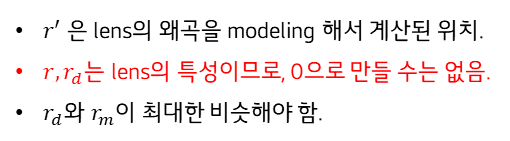 • r′ 은 lens의 왜곡을 modeling 해서 계산된 위치.
• r, r_d는 lens의 특성이므로, 0으로 만들 수는 없음.
• r_d와 r_m이 최대한 비슷해야 함.